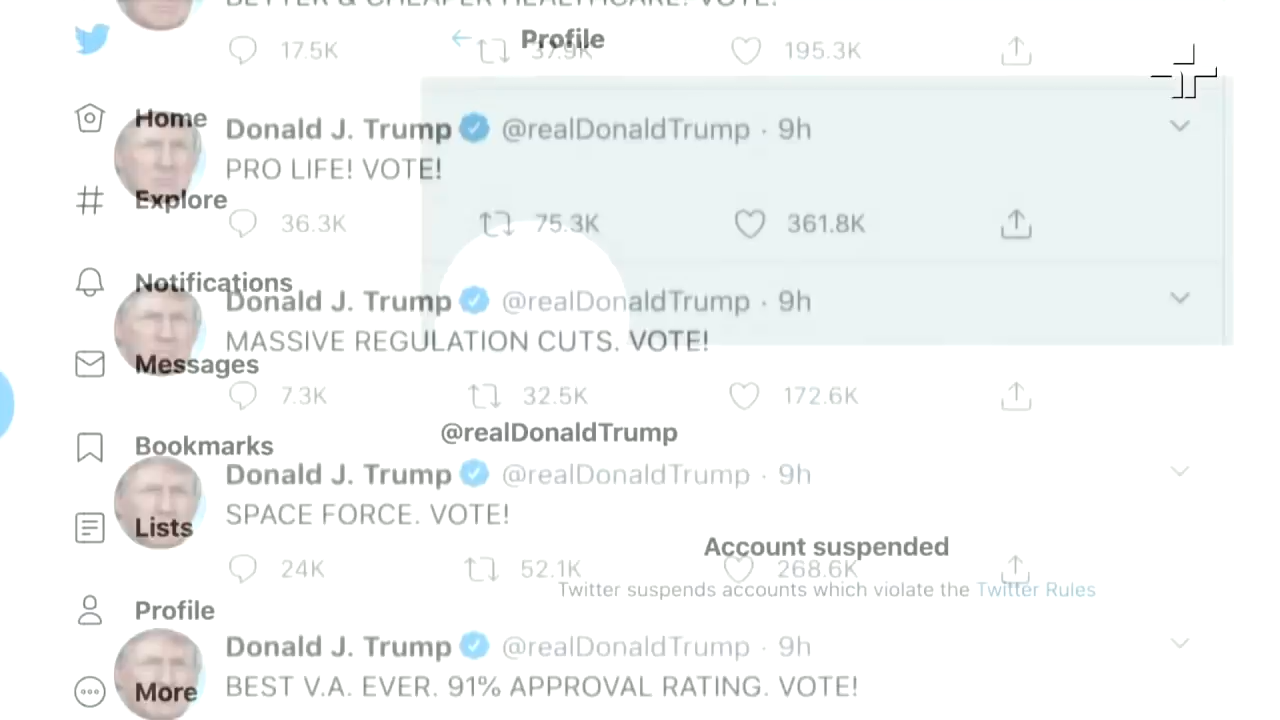 BETTER & CHEAPER HEALTHCARE. VOTE!
17.5K 37.9K 195.3K
Profile
Home
Donald J. Trump @realDonaldTrump · 9h
PRO LIFE! VOTE!
Explore
36.3K 75.3K 361.8K
Notifications
Donald J. Trump @realDonaldTrump · 9h
MASSIVE REGULATION CUTS. VOTE!
Messages
7.3K 32.5K 172.6K
@realDonaldTrump
Bookmarks
Donald J. Trump @realDonaldTrump · 9h
SPACE FORCE. VOTE!
Lists
Account suspended
24K 52.1K 268.6K
Twitter suspends accounts which violate the Twitter Rules
Profile
Donald J. Trump @realDonaldTrump · 9h
BEST V.A. EVER. 91% APPROVAL RATING. VOTE!
More